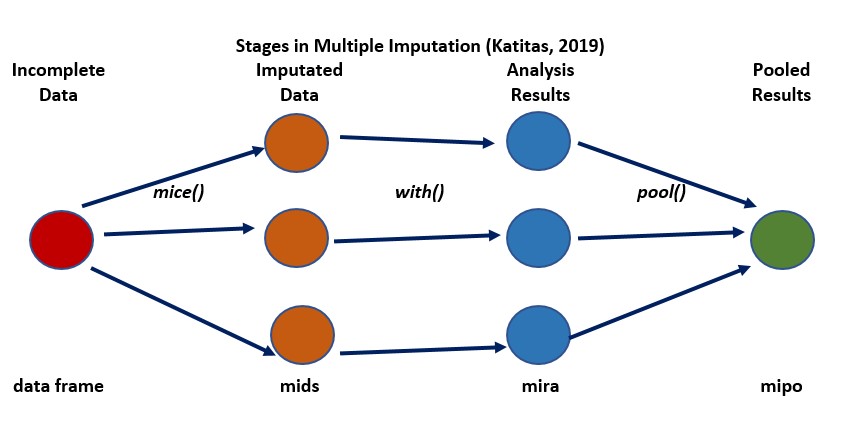 Stages in Multiple Imputation (Katitas, 2019)
Incomplete
Data
Imputated
Data
Analysis
Results
Pooled
Results
mice()
with()
pool()
data frame
mids
mira
mipo